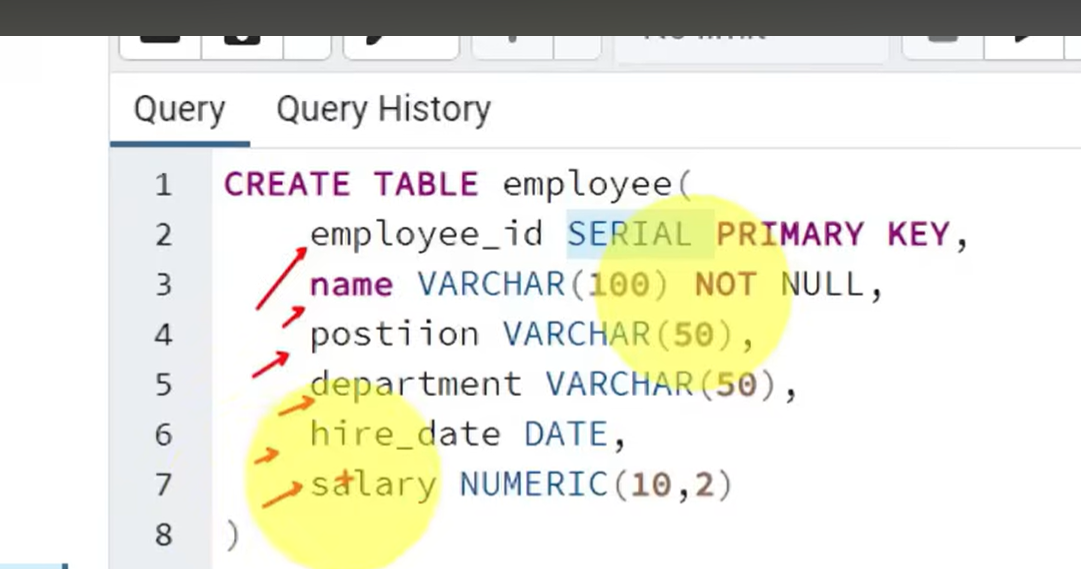 Query Query History
1 CREATE TABLE employee(
2 employee_id SERIAL PRIMARY KEY,
3 name VARCHAR(100) NOT NULL,
4 postiion VARCHAR(50),
5 department VARCHAR(50),
6 hire_date DATE,
7 salary NUMERIC(10,2)
8 )